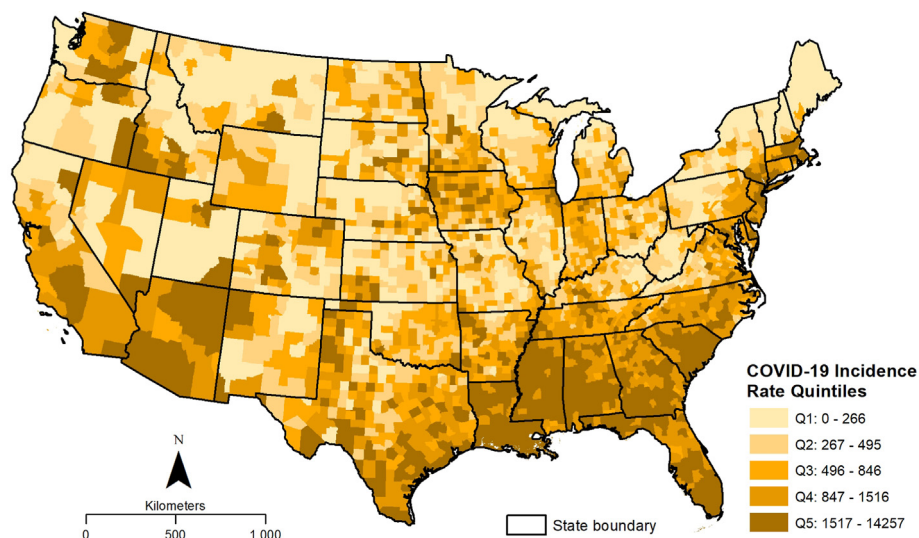 COVID-19 Incidence
Rate Quintiles
Q1: 0 - 266
Q2: 267 - 495
Q3: 496 - 846
Q4: 847 - 1516
Q5: 1517 - 14257
N
Kilometers
0 500 1,000
State boundary